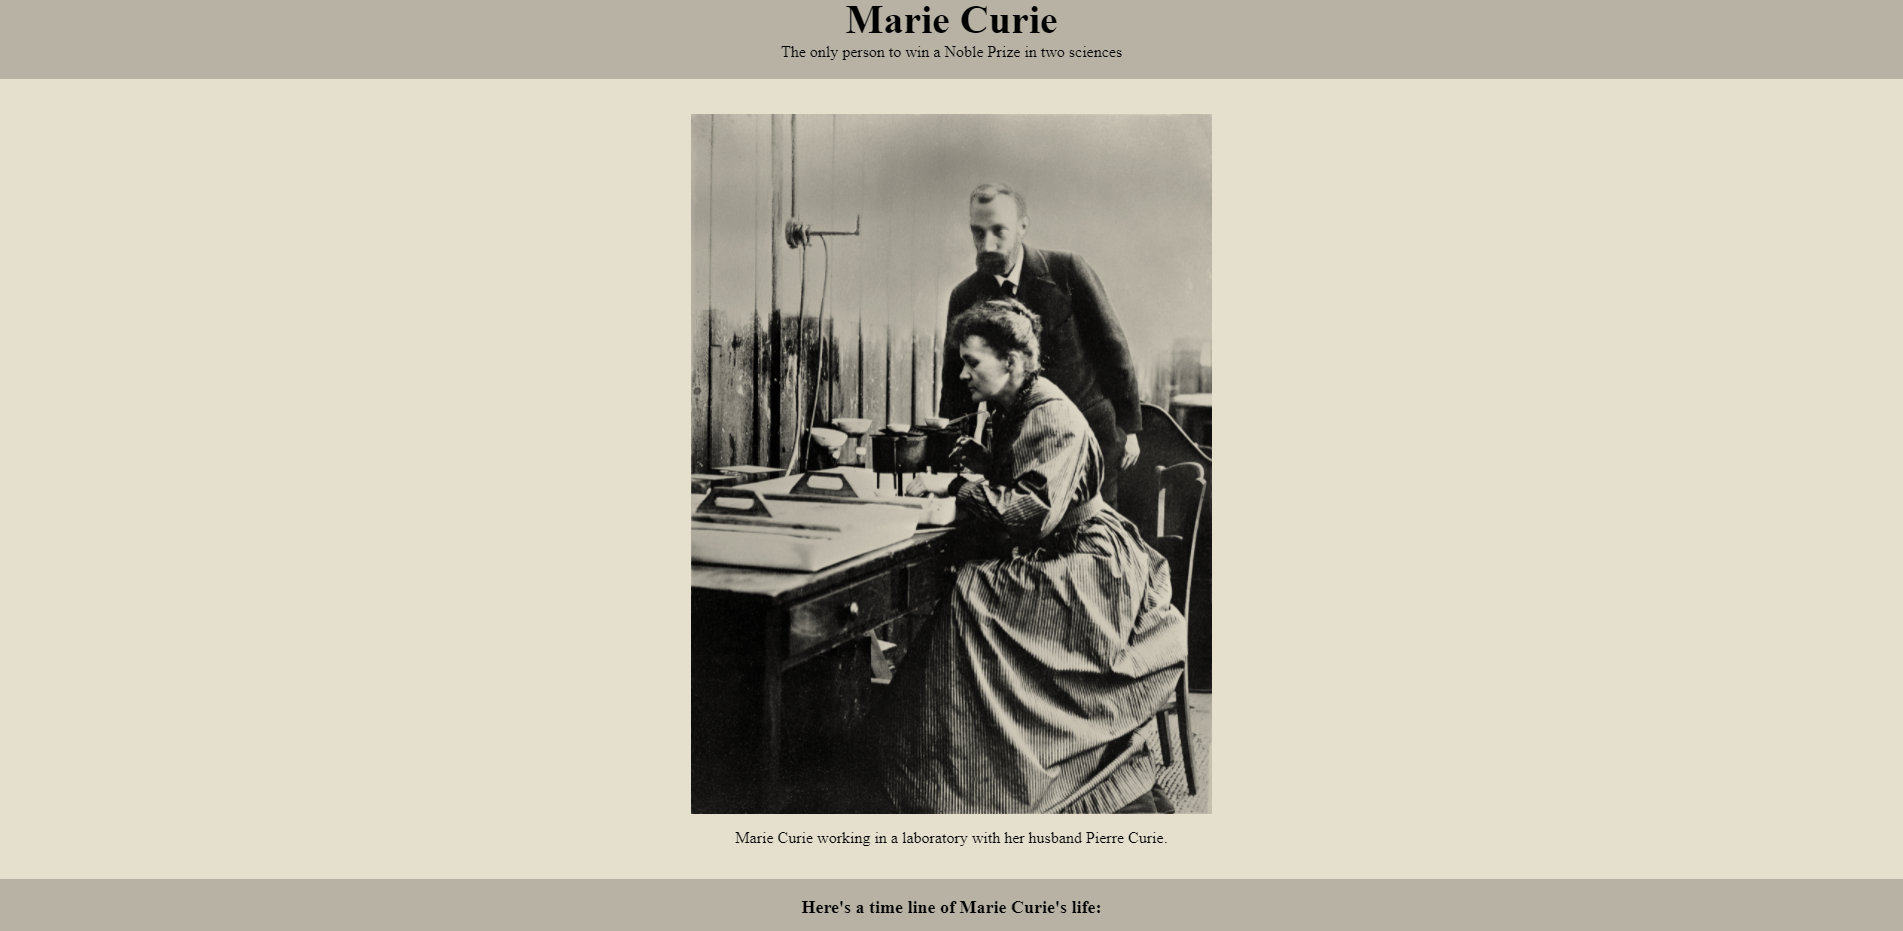 Marie Curie
The only person to win a Noble Prize in two sciences
Marie Curie working in a laboratory with her husband Pierre Curie.
Here's a time line of Marie Curie's life: